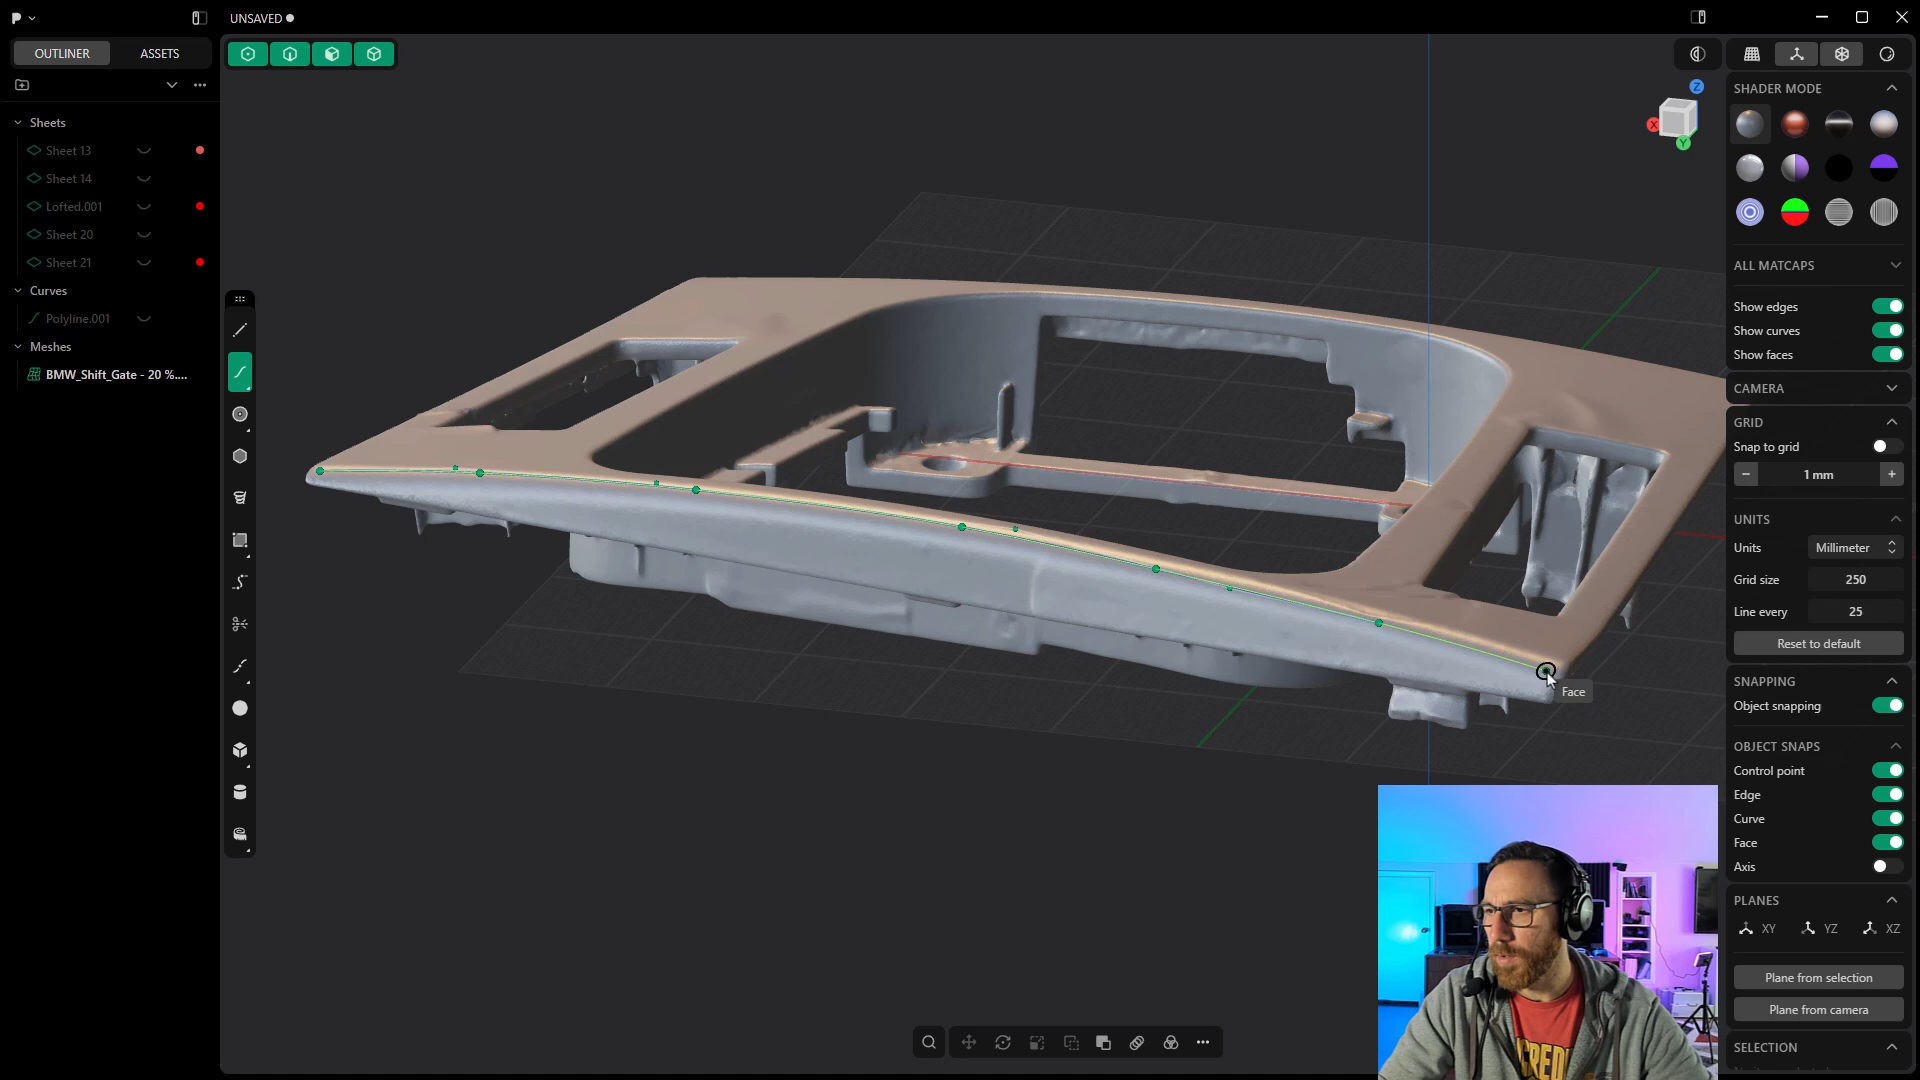 UNSAVED
OUTLINER
ASSETS
Sheets
Sheet 13
Sheet 14
Lofted.001
Sheet 20
Sheet 21
Curves
Polyline.001
Meshes
BMW_Shift_Gate - 20 %....
Z
X
Y
Face
SHADER MODE
ALL MATCAPS
Show edges
Show curves
Show faces
CAMERA
GRID
Snap to grid
− 1 mm +
UNITS
Units Millimeter
Grid size 250
Line every 25
Reset to default
SNAPPING
Object snapping
OBJECT SNAPS
Control point
Edge
Curve
Face
Axis
PLANES
XY YZ XZ
Plane from selection
Plane from camera
SELECTION